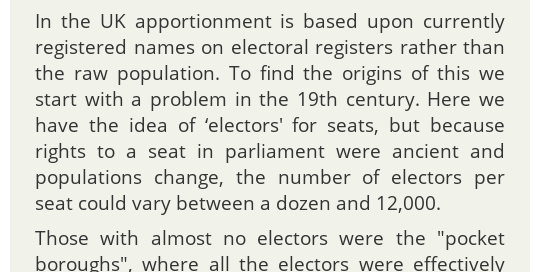 In the UK apportionment is based upon currently
registered names on electoral registers rather than
the raw population. To find the origins of this we
start with a problem in the 19th century. Here we
have the idea of ‘electors' for seats, but because
rights to a seat in parliament were ancient and
populations change, the number of electors per
seat could vary between a dozen and 12,000.
Those with almost no electors were the "pocket
boroughs", where all the electors were effectively